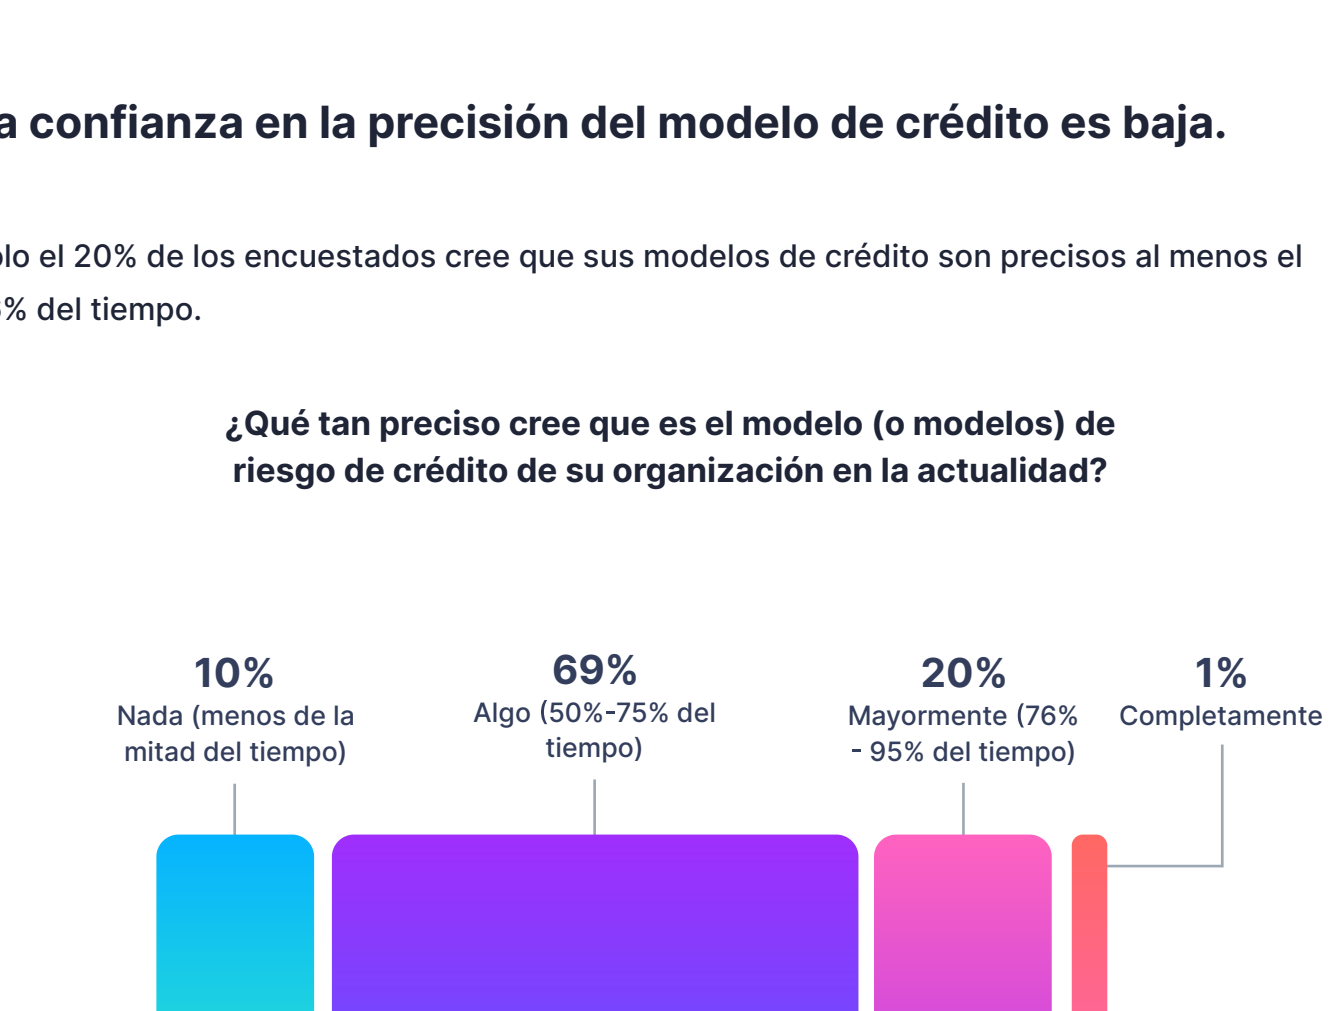 a confianza en la precisión del modelo de crédito es baja.
olo el 20% de los encuestados cree que sus modelos de crédito son precisos al menos el
% del tiempo.
¿Qué tan preciso cree que es el modelo (o modelos) de
riesgo de crédito de su organización en la actualidad?
10%
Nada (menos de la
mitad del tiempo)
69%
Algo (50%-75% del
tiempo)
20%
Mayormente (76%
- 95% del tiempo)
1%
Completamente